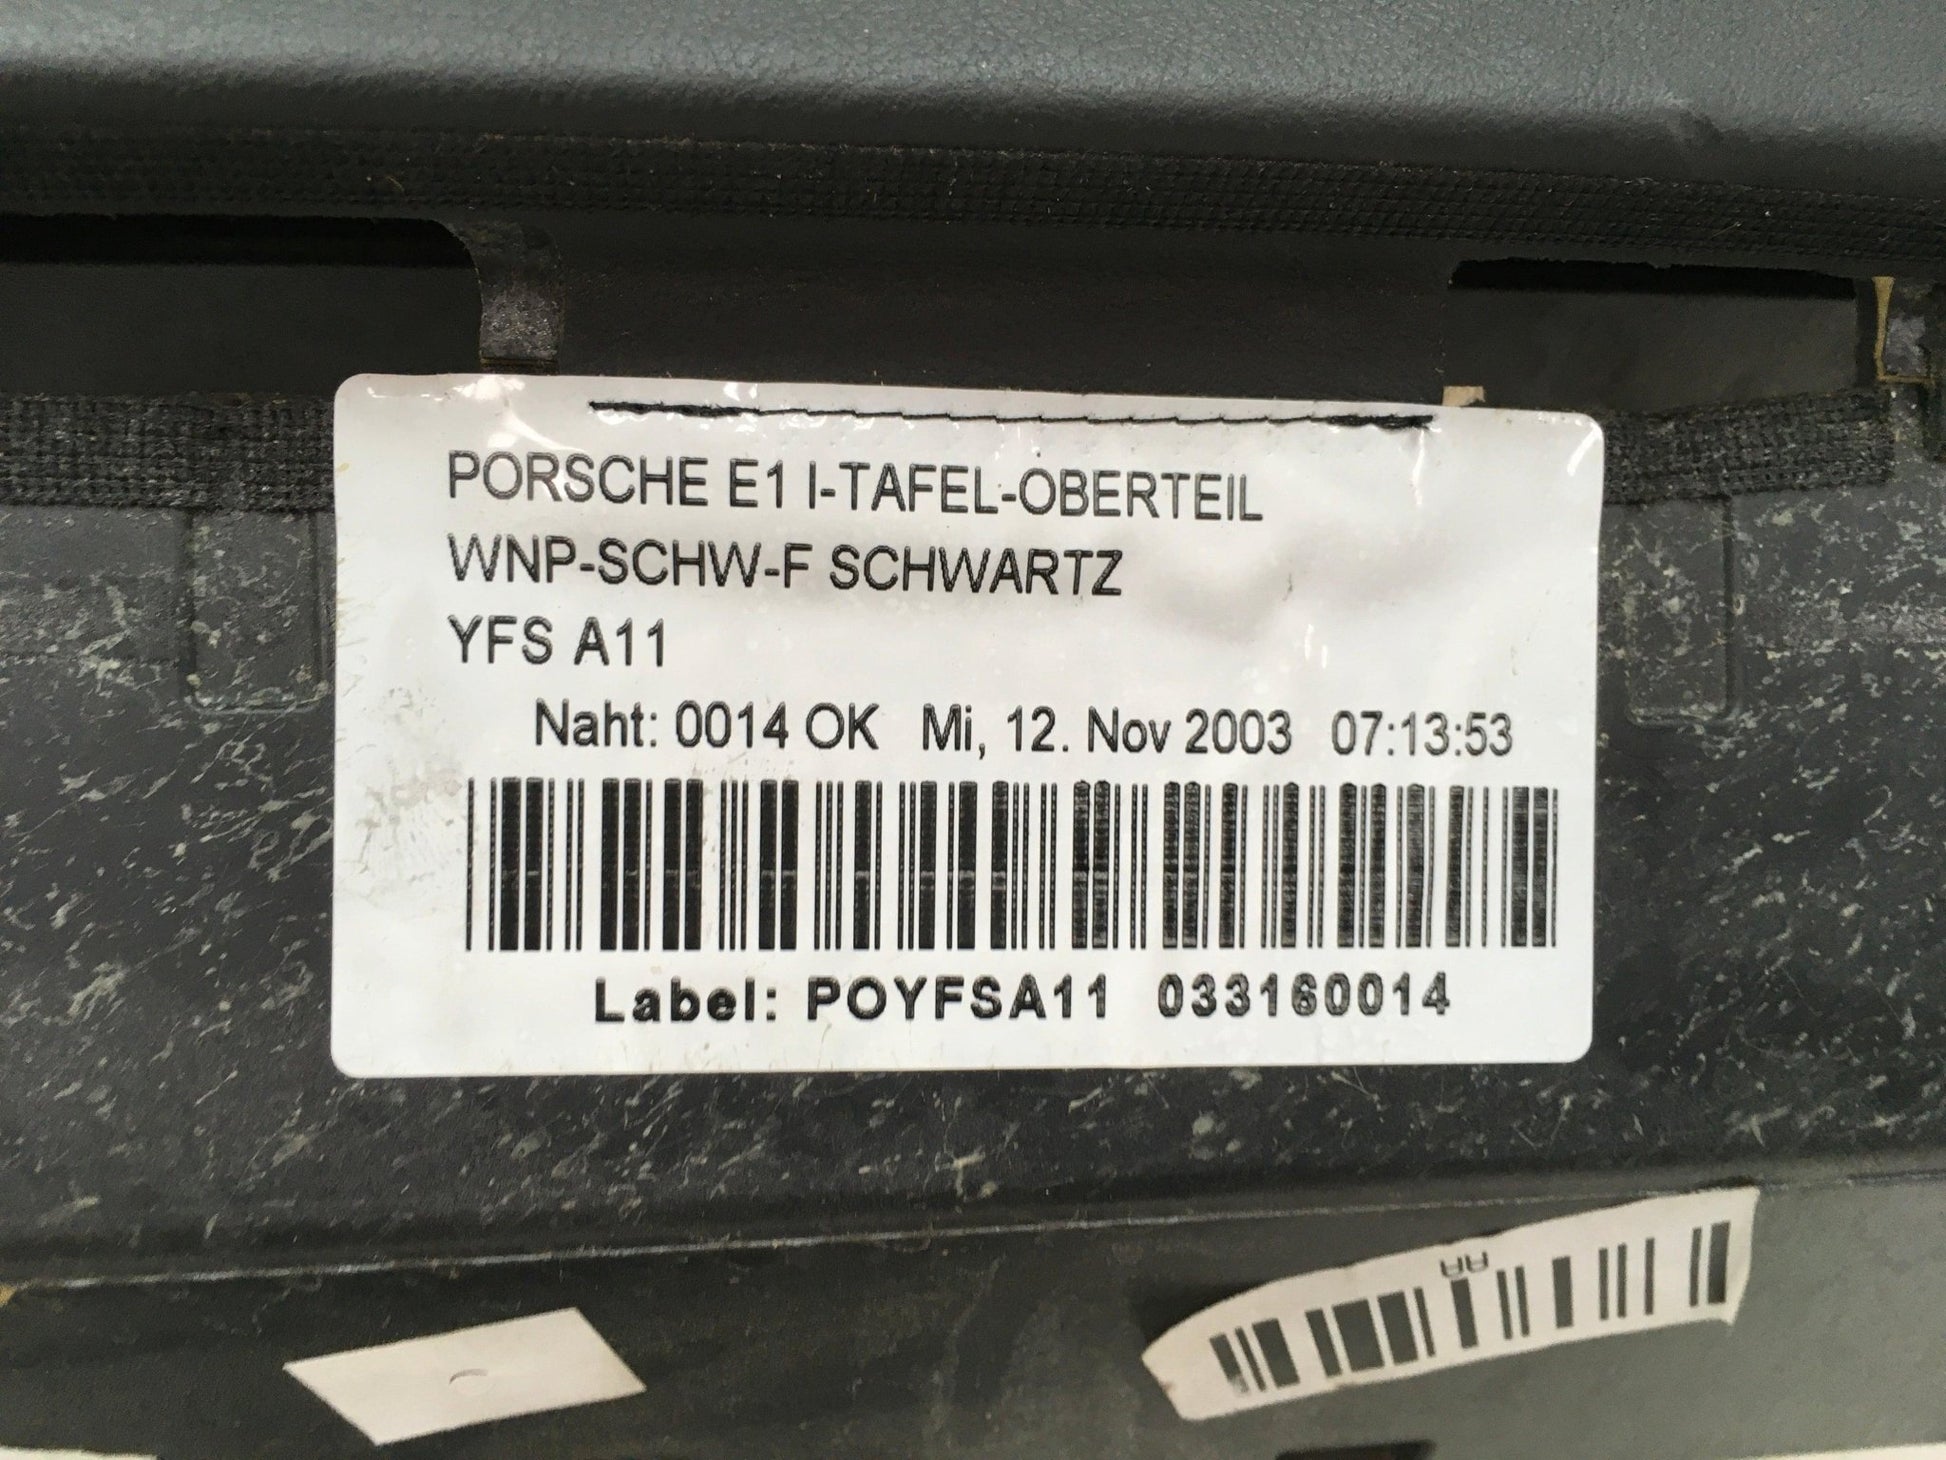 PORSCHE E1 I-TAFEL-OBERTEIL
WNP-SCHW-F SCHWARTZ
YFS A11
Naht: 0014 OK Mi, 12. Nov 2003 07:13:53
Label: POYFSA11 033160014
AA